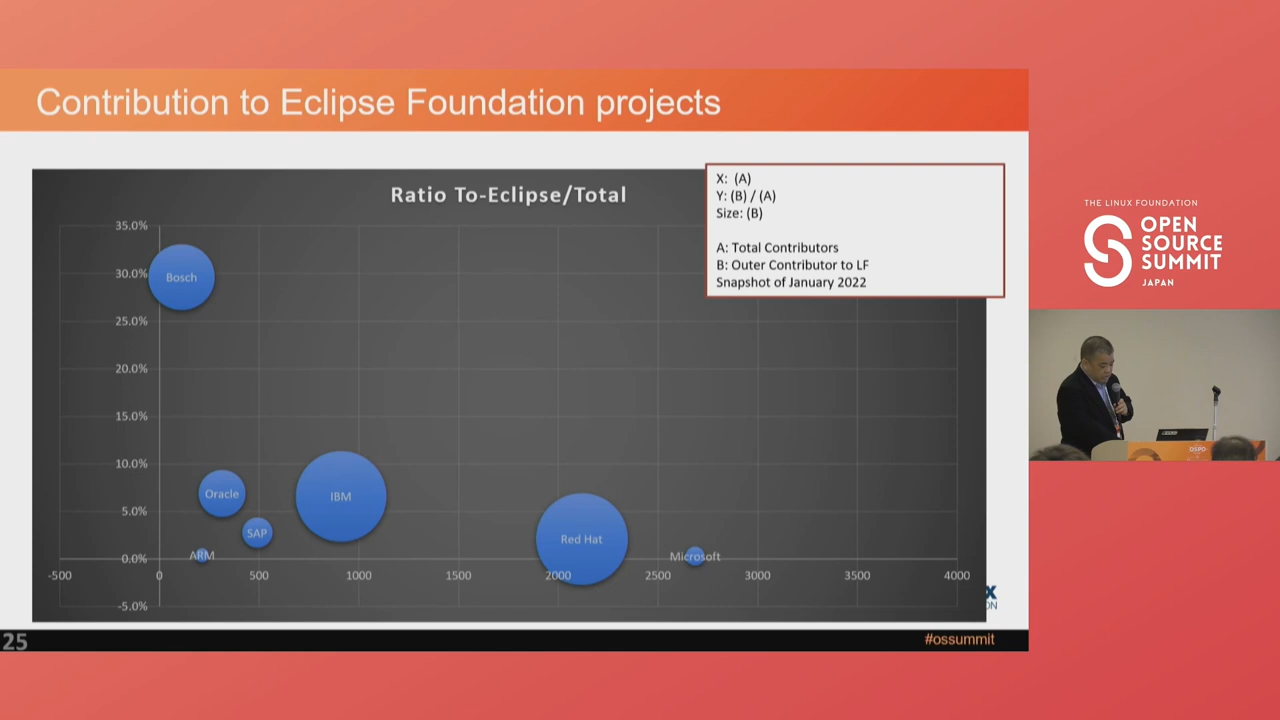 Contribution to Eclipse Foundation projects
Ratio To-Eclipse/Total
X: (A)
Y: (B) / (A)
Size: (B)
A: Total Contributors
B: Outer Contributor to LF
Snapshot of January 2022
35.0%
30.0%
25.0%
20.0%
15.0%
10.0%
5.0%
0.0%
-5.0%
-500
0
500
1000
1500
2000
2500
3000
3500
4000
Bosch
Oracle
IBM
SAP
ARM
Red Hat
Microsoft
X
ON
25
#ossummit
THE LINUX FOUNDATION
OPEN
SOURCE
SUMMIT
JAPAN
OSPO